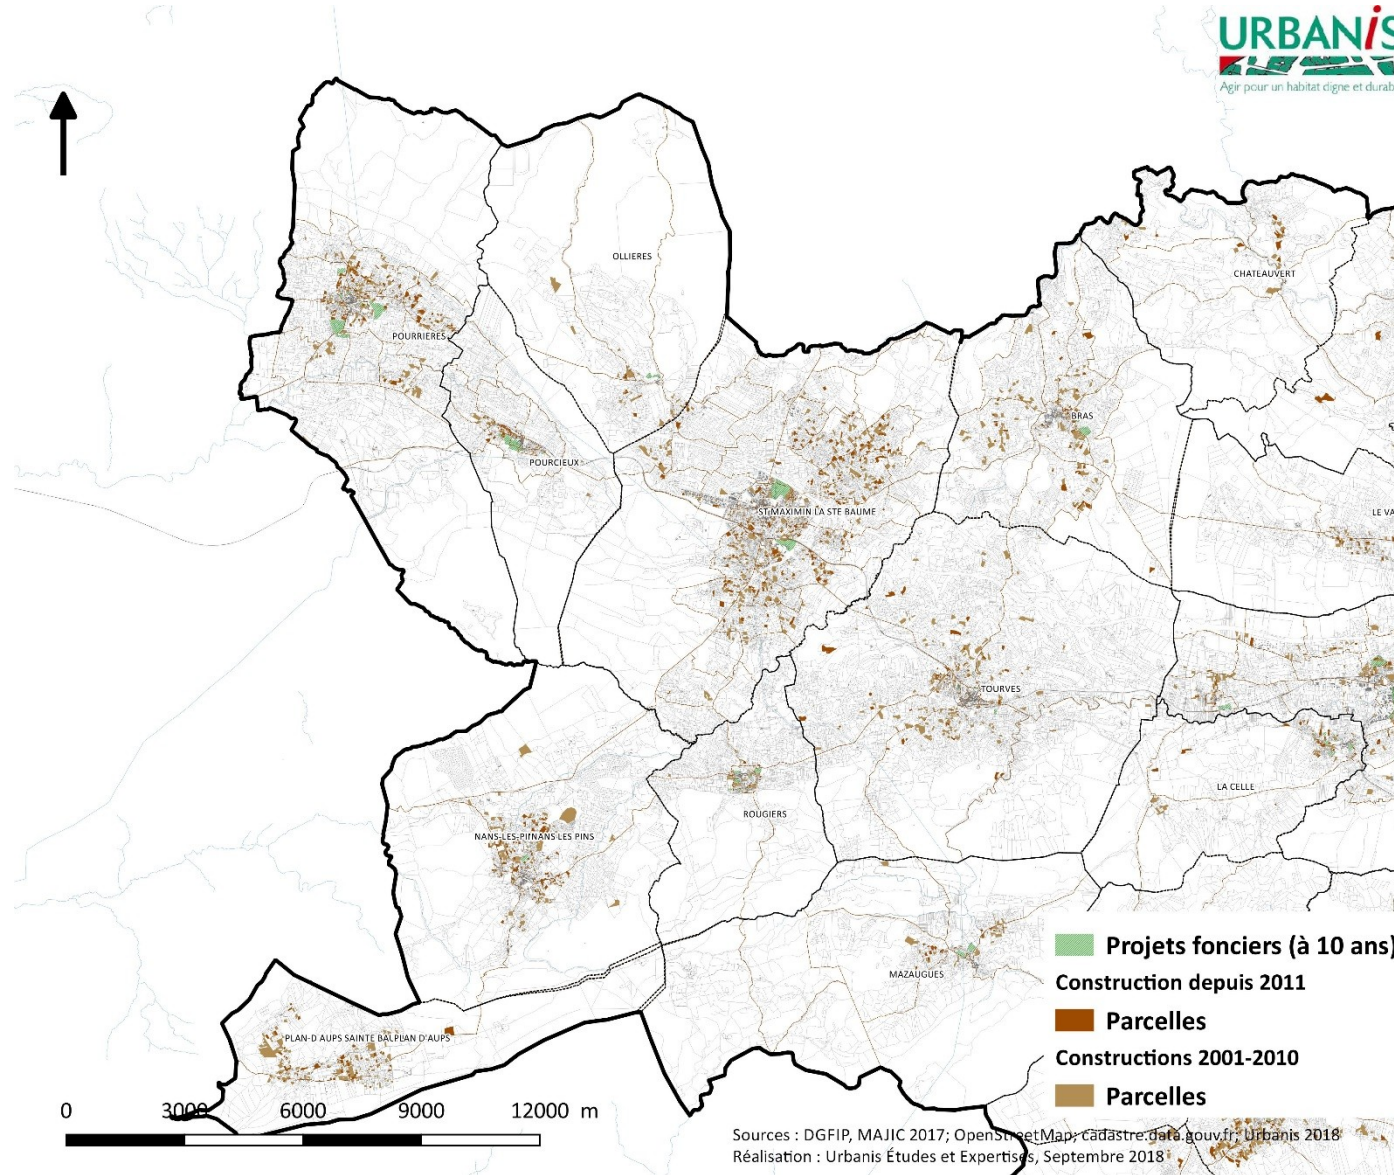 URBANiS
Agir pour un habitat digne et durab
OLLIERES
CHATEAUVERT
POURRIERES
BRAS
POURCIEUX
ST MAXIMIN LA STE BAUME
LE VA
TOURVES
LA CELLE
ROUGIERS
NANS-LES-PINANS LES PINS
MAZAUGUES
PLAN-D AUPS SAINTE BALPLAN D'AUPS
Projets fonciers (à 10 ans)
Construction depuis 2011
Parcelles
Constructions 2001-2010
Parcelles
0 3000 6000 9000 12000 m
Sources : DGFIP, MAJIC 2017; OpenStreetMap; cadastre.data.gouv.fr; Urbanis 2018
Réalisation : Urbanis Études et Expertises, Septembre 2018